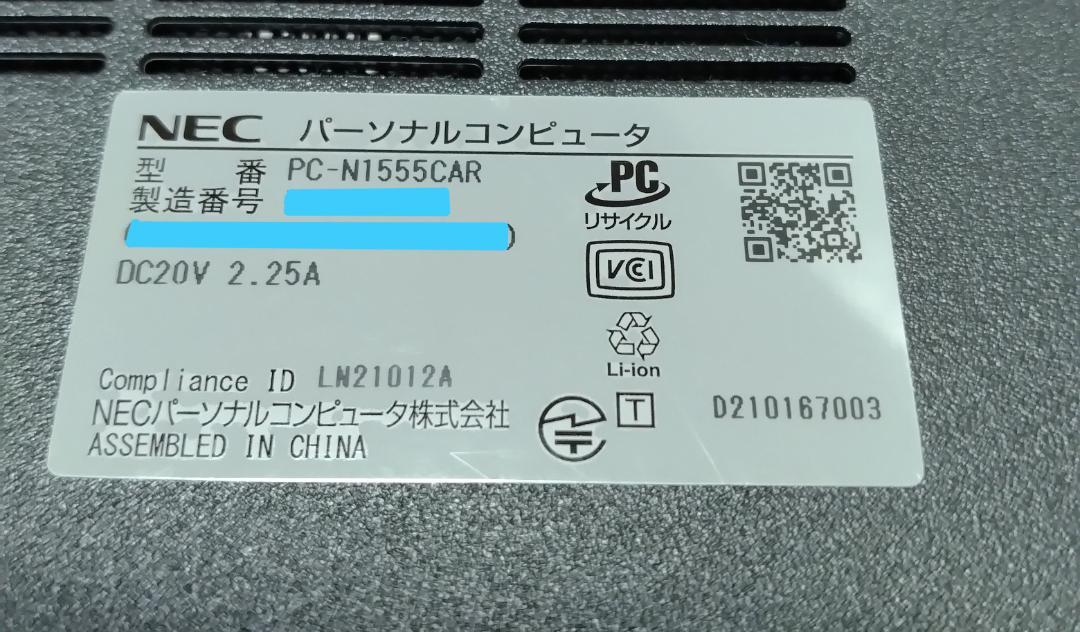 NEC パーソナルコンピュータ
型 番 PC-N1555CAR
製造番号
DC20V 2.25A
PC
リサイクル
VCCI
Li-ion
Compliance ID LN21012A
NECパーソナルコンピュータ株式会社
ASSEMBLED IN CHINA
T
D210167003